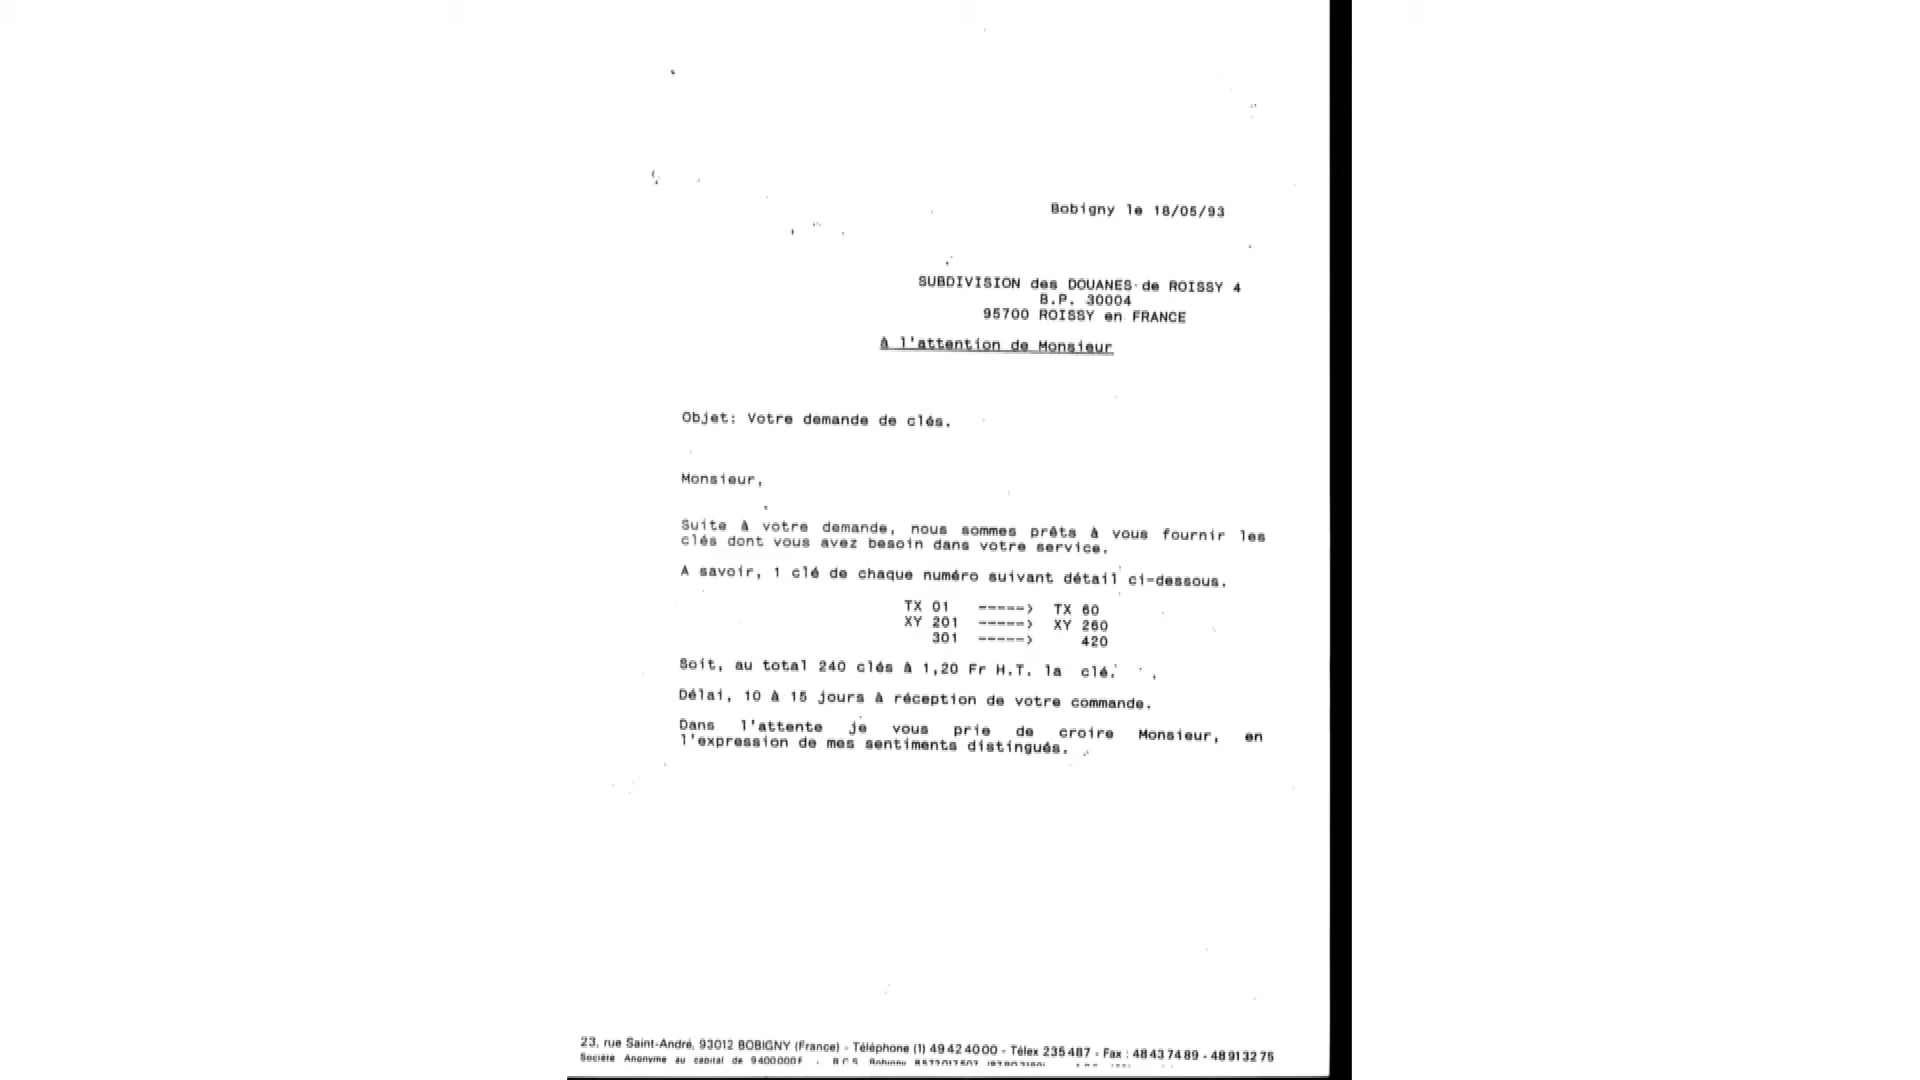 Bobigny le 18/05/93
SUBDIVISION des DOUANES de ROISSY 4
B.P. 30004
95700 ROISSY en FRANCE
à l'attention de Monsieur
Objet: Votre demande de clés.
Monsieur,
Suite à votre demande, nous sommes prêts à vous fournir les
clés dont vous avez besoin dans votre service.
A savoir, 1 clé de chaque numéro suivant détail ci-dessous.
TX 01 -----> TX 60
XY 201 -----> XY 260
301 -----> 420
Soit, au total 240 clés à 1,20 Fr H.T. la clé.
Délai, 10 à 15 jours à réception de votre commande.
Dans l'attente je vous prie de croire Monsieur, en
l'expression de mes sentiments distingués.
23, rue Saint-André, 93012 BOBIGNY (France) - Téléphone (1) 49 42 40 00 - Télex 235 487 - Fax : 48 43 74 89 - 48 91 32 75
Société Anonyme au capital de 9400000F - R.C.S. Bobigny